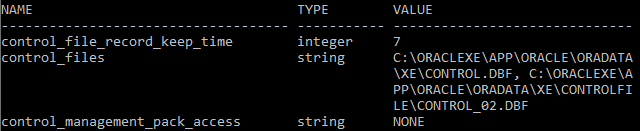 NAME TYPE VALUE
------------------------------------ ----------- ------------------------------
control_file_record_keep_time integer 7
control_files string C:\ORACLEXE\APP\ORACLE\ORADATA
\XE\CONTROL.DBF, C:\ORACLEXE\A
PP\ORACLE\ORADATA\XE\CONTROLFI
LE\CONTROL_02.DBF
control_management_pack_access string NONE